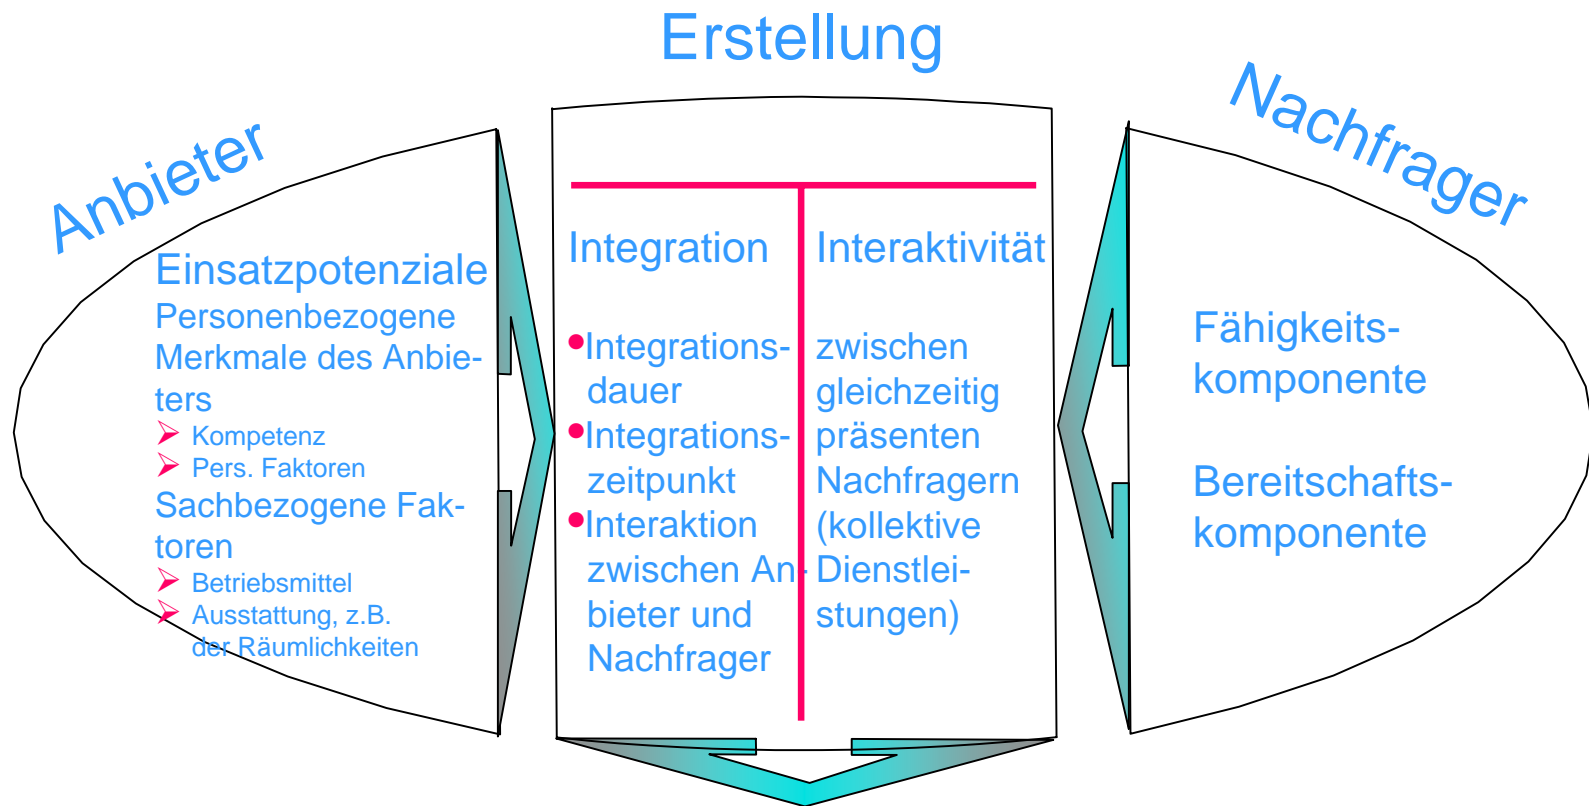 Erstellung
Anbieter
Einsatzpotenziale
Personenbezogene
Merkmale des Anbie-
ters
Kompetenz
Pers. Faktoren
Sachbezogene Fak-
toren
Betriebsmittel
Ausstattung, z.B.
der Räumlichkeiten
Integration
Integrations-
dauer
Integrations-
zeitpunkt
Interaktion
zwischen An-
bieter und
Nachfrager
Interaktivität
zwischen
gleichzeitig
präsenten
Nachfragern
(kollektive
Dienstlei-
stungen)
Nachfrager
Fähigkeits-
komponente
Bereitschafts-
komponente